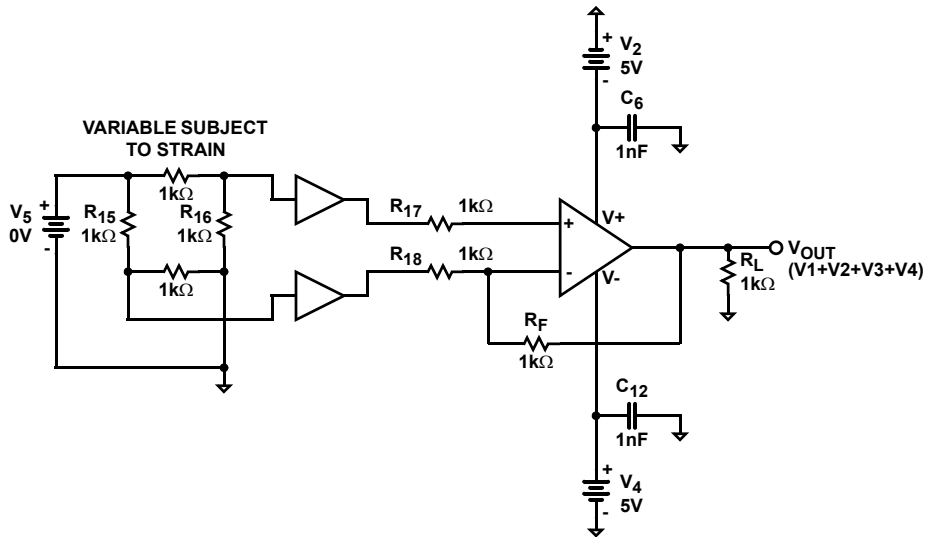 VARIABLE SUBJECT
TO STRAIN
V5
0V
+
-
1kΩ
R15
1kΩ
R16
1kΩ
1kΩ
R17
1kΩ
R18
1kΩ
RF
1kΩ
+
-
V+
V-
+
V2
5V
-
C6
1nF
VOUT
(V1+V2+V3+V4)
RL
1kΩ
C12
1nF
+
V4
5V
-